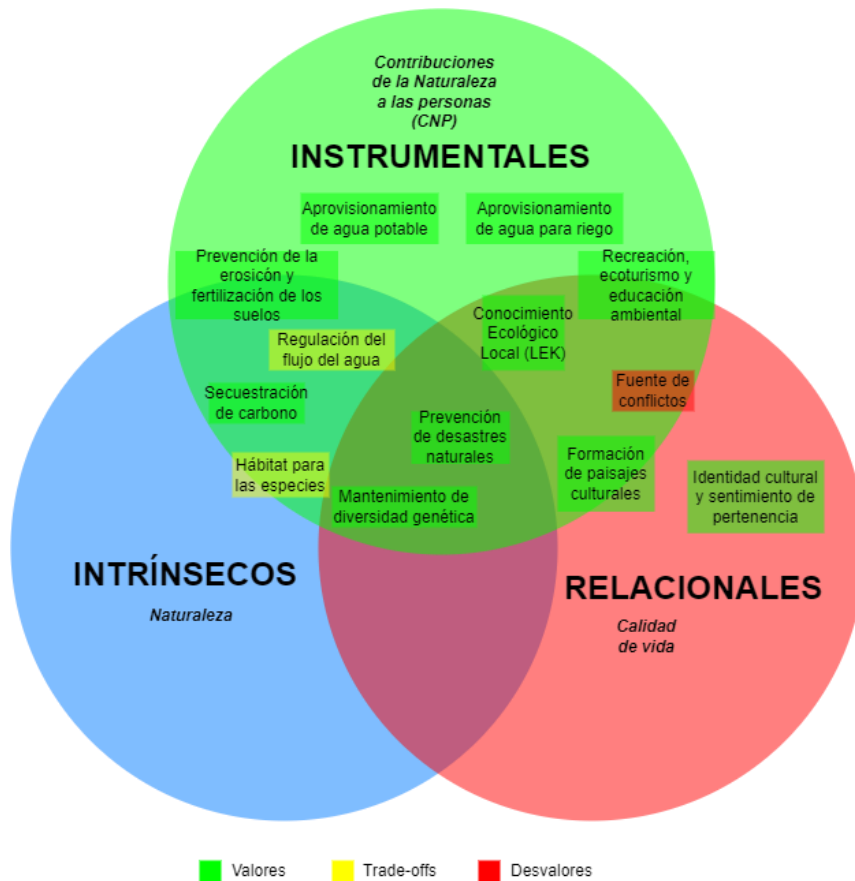 Contribuciones
de la Naturaleza
a las personas
(CNP)
INSTRUMENTALES
Aprovisionamiento
de agua potable
Aprovisionamiento
de agua para riego
Prevención de la
erosicón y
fertilización de los
suelos
Recreación,
ecoturismo y
educación
ambiental
Conocimiento
Ecológico
Local (LEK)
Regulación del
flujo del agua
Fuente de
conflictos
Secuestración
de carbono
Prevención
de desastres
naturales
Hábitat para
las especies
Formación
de paisajes
culturales
Identidad cultural
y sentimiento de
pertenencia
Mantenimiento de
diversidad genética
INTRÍNSECOS
Naturaleza
RELACIONALES
Calidad
de vida
Valores
Trade-offs
Desvalores